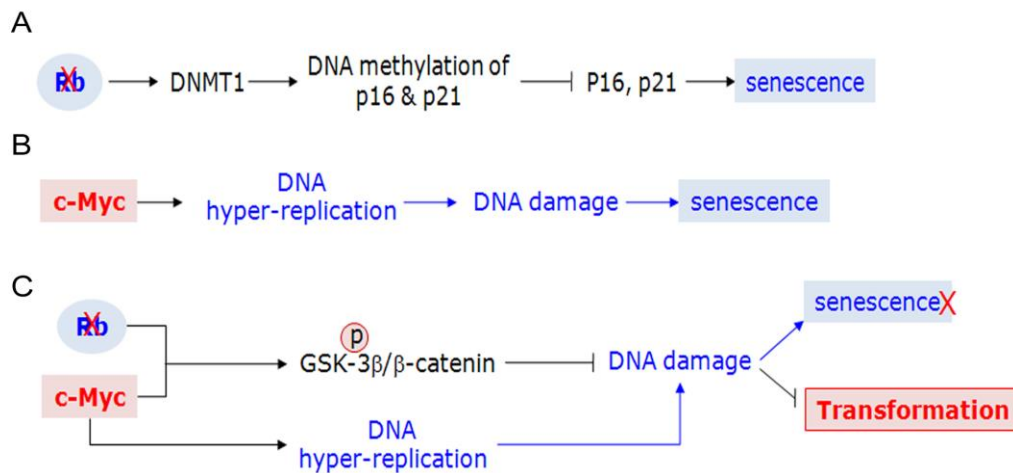 A
Rb
X
DNMT1
DNA methylation of
p16 & p21
P16, p21
senescence
B
c-Myc
DNA
hyper-replication
DNA damage
senescence
C
Rb
X
c-Myc
p
GSK-3β/β-catenin
DNA damage
senescence
X
Transformation
DNA
hyper-replication